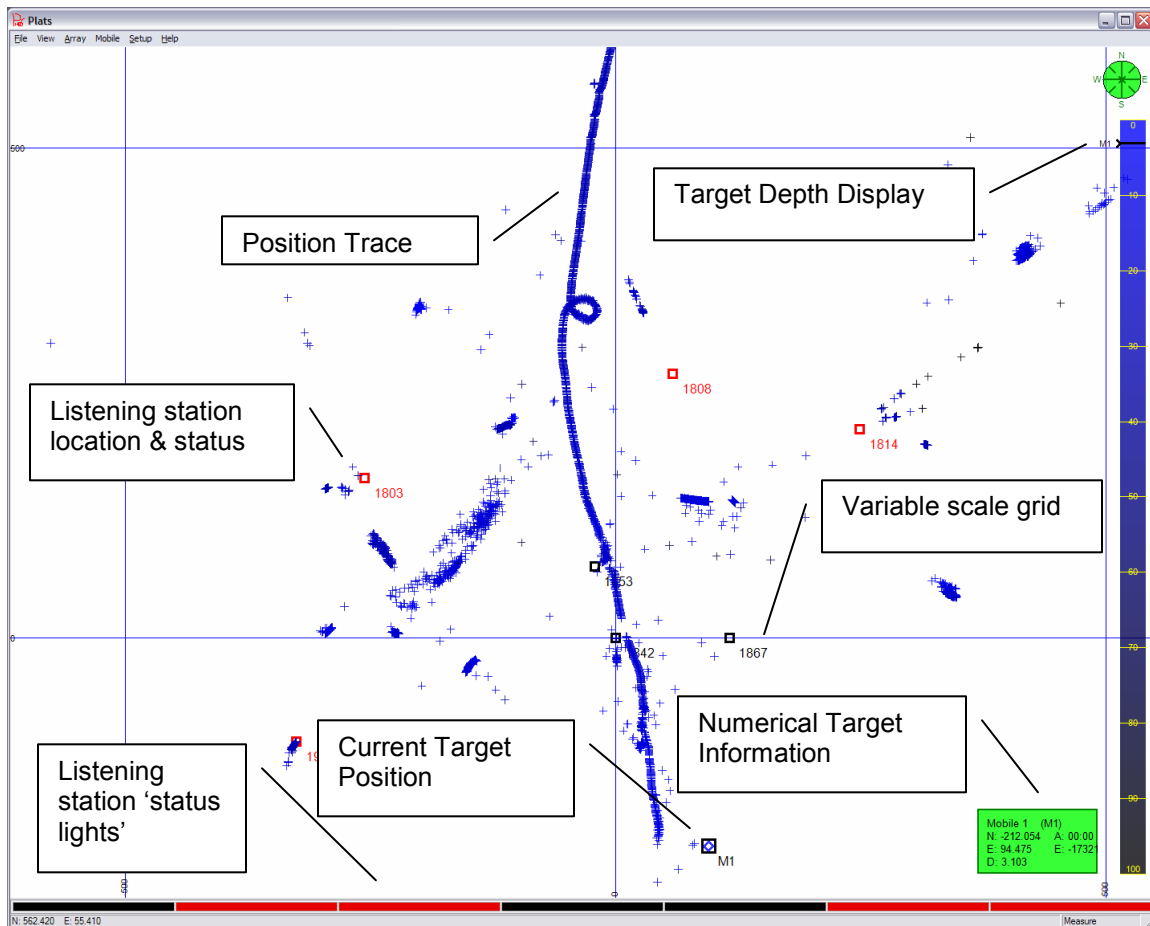 Plats
File View Array Mobile Setup Help
N
W E
S
0
500
M1
Target Depth Display
10
Position Trace
20
30
1808
Listening station
location & status
40
1814
1803
Variable scale grid
50
60
0
1867
70
Numerical Target
Information
Current Target
Position
80
Listening
station ‘status
lights’
90
Mobile 1 (M1)
N: -212.054 A: 00:00
E: 94.475 E: -17321
D: 3.103
M1
100
-500
0
500
N: 562.420 E: 55.410
Measure